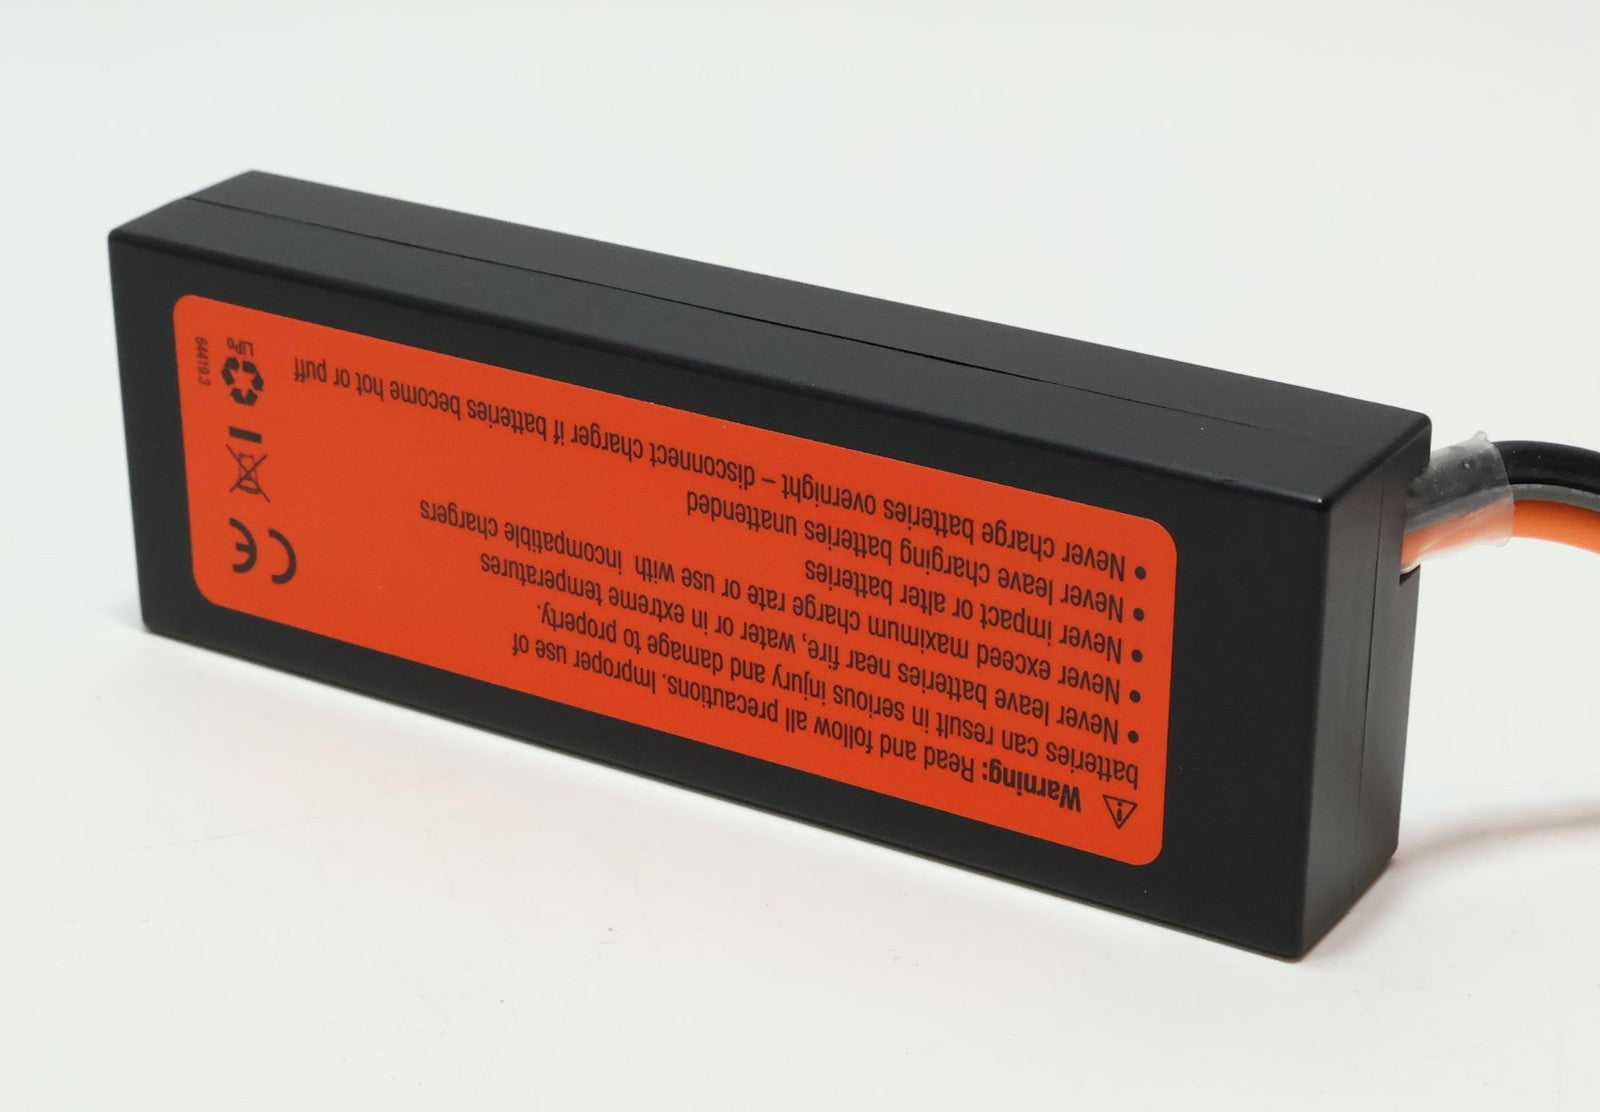 Warning: Read and follow all precautions. Improper use of
batteries can result in serious injury and damage to property.
• Never leave batteries near fire, water or in extreme temperatures
• Never exceed maximum charge rate or use with incompatible chargers
• Never impact or alter batteries
• Never leave charging batteries unattended
• Never charge batteries overnight – disconnect charger if batteries become hot or puff
CE
LiPo
64419.3